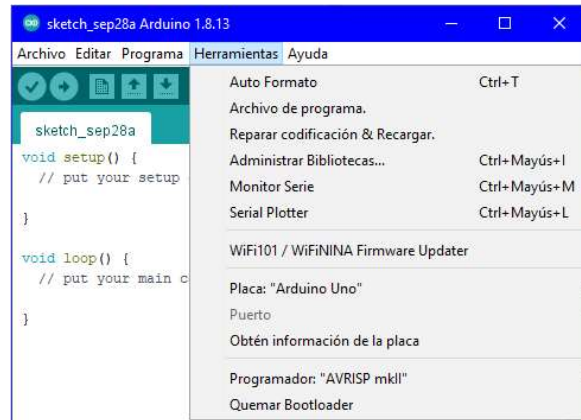 sketch_sep28a Arduino 1.8.13
Archivo Editar Programa Herramientas Ayuda
sketch_sep28a
void setup() {
// put your setup
}
void loop() {
// put your main c
}
Auto Formato Ctrl+T
Archivo de programa.
Reparar codificación & Recargar.
Administrar Bibliotecas... Ctrl+Mayús+I
Monitor Serie Ctrl+Mayús+M
Serial Plotter Ctrl+Mayús+L
WiFi101 / WiFiNINA Firmware Updater
Placa: "Arduino Uno"
Puerto
Obtén información de la placa
Programador: "AVRISP mkII"
Quemar Bootloader